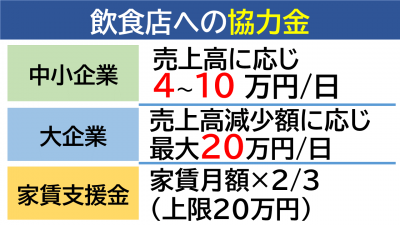 飲食店への協力金
中小企業
売上高に応じ
4~10 万円/日
大企業
売上高減少額に応じ
最大20万円/日
家賃支援金
家賃月額×2/3
(上限20万円)